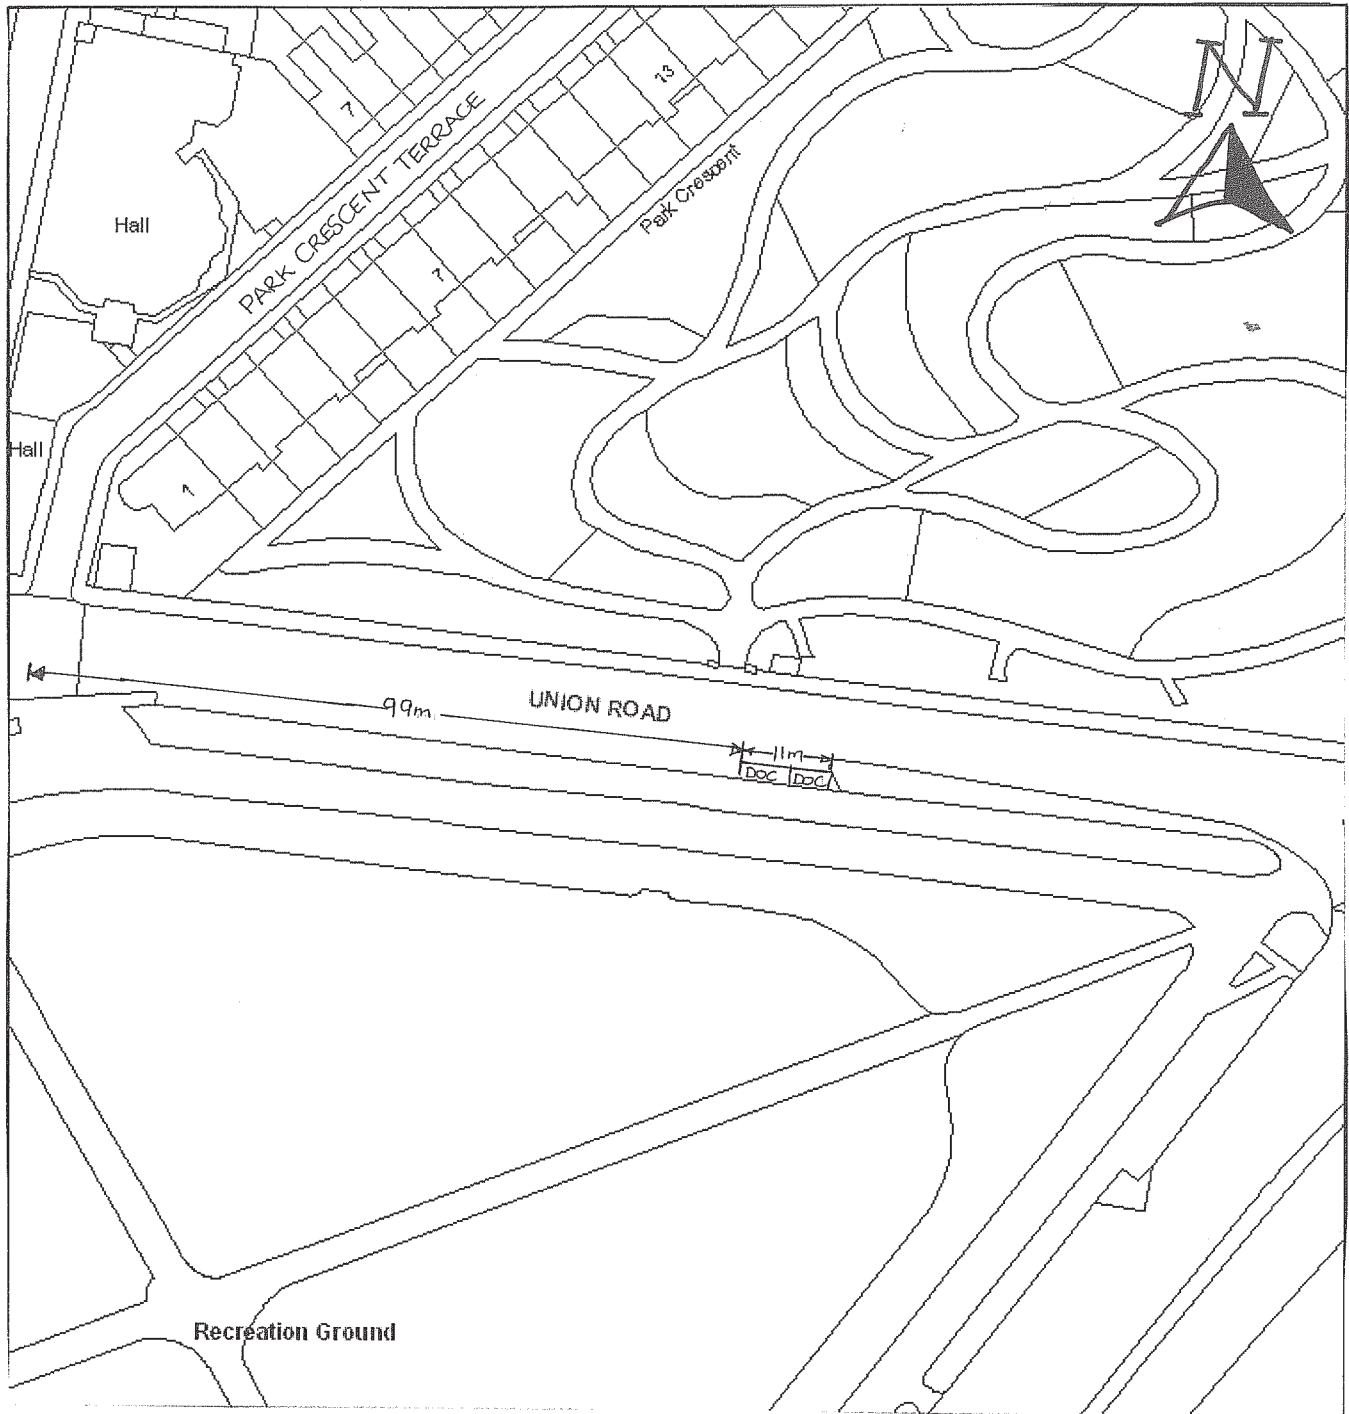 N
13
7
PARK CRESCENT TERRACE
Park Crescent
Hall
7
Hall
1
99m
UNION ROAD
11m
DOC DOC
Recreation Ground